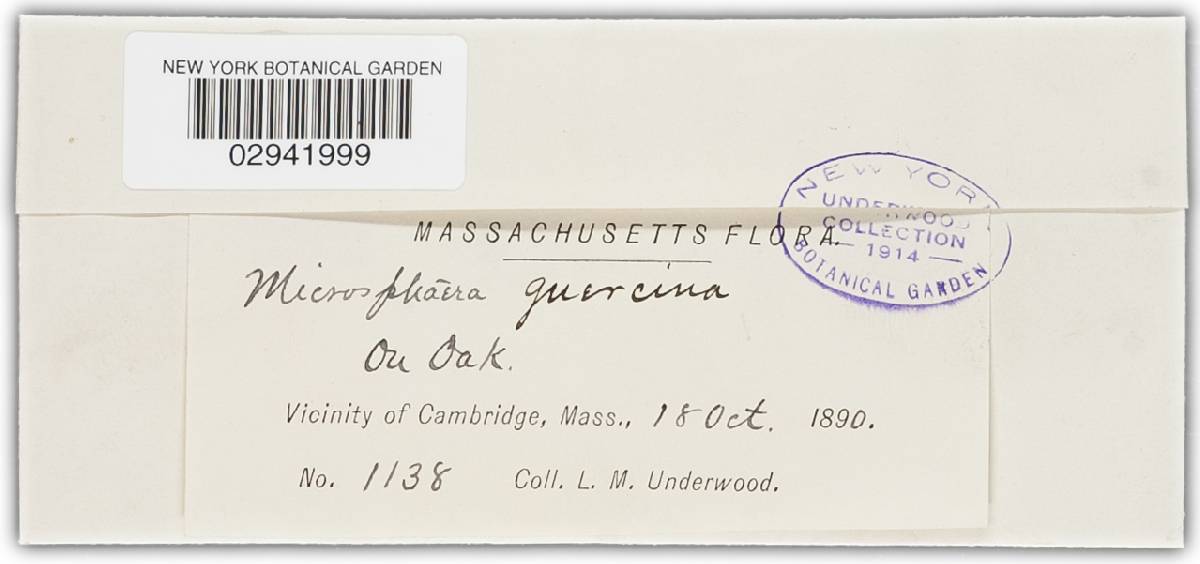 NEW YORK BOTANICAL GARDEN
02941999
NEW YORK
UNDERWOOD
COLLECTION
1914
BOTANICAL GARDEN
MASSACHUSETTS FLORA.
Microsphæra quercina
On Oak.
Vicinity of Cambridge, Mass., 18 Oct. 1890.
No. 1138 Coll. L. M. Underwood.